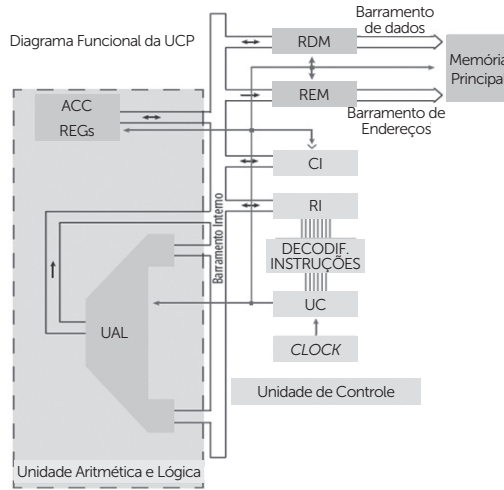 Diagrama Funcional da UCP
Barramento
de dados
RDM
Memória
Principal
REM
Barramento de
Endereços
ACC
REGs
CI
RI
Barramento Interno
DECODIF.
INSTRUÇÕES
UAL
UC
CLOCK
Unidade de Controle
Unidade Aritmética e Lógica